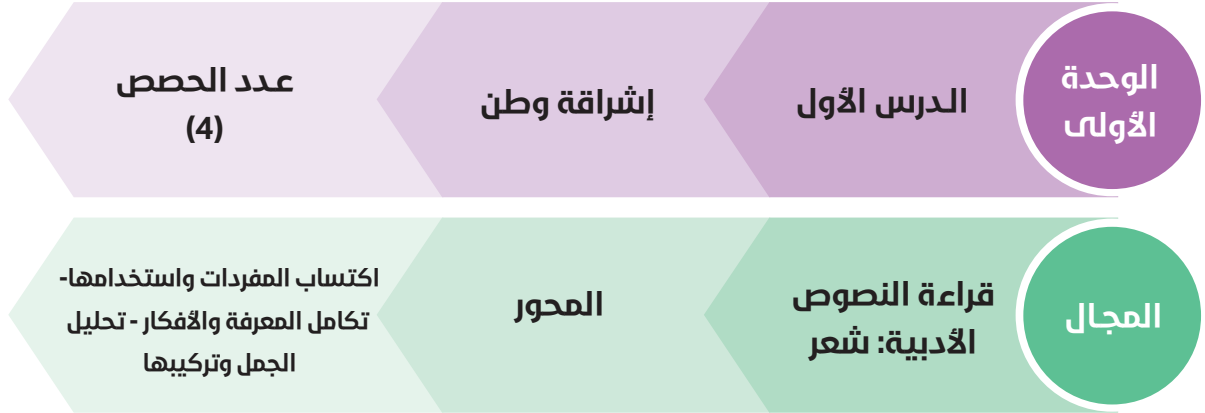 الوحدة
الأولى
الدرس الأول
إشراقة وطن
عدد الحصص
(4)
المجال
قراءة النصوص
الأدبية: شعر
المحور
اكتساب المفردات واستخدامها-
تكامل المعرفة والأفكار - تحليل
الجمل وتركيبها